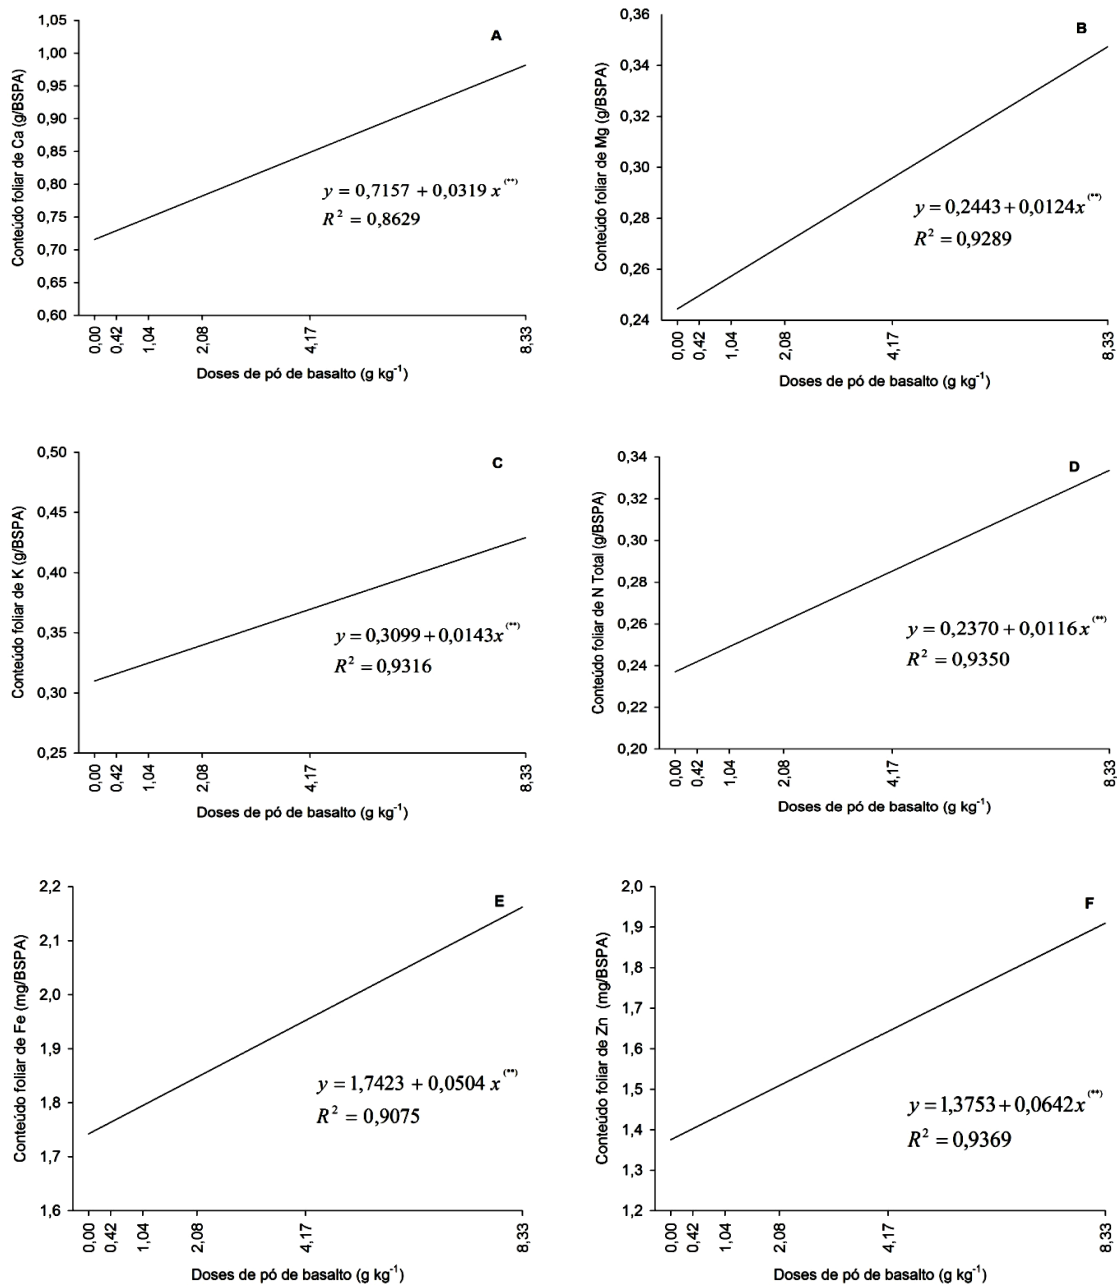 A
Conteúdo foliar de Ca (g/BSPA)
1,05
1,00
0,95
0,90
0,85
0,80
0,75
0,70
0,65
0,60
y = 0,7157 + 0,0319 x (**)
R² = 0,8629
0,00 0,42 1,04 2,08 4,17 8,33
Doses de pó de basalto (g kg⁻¹)
B
Conteúdo foliar de Mg (g/BSPA)
0,36
0,34
0,32
0,30
0,28
0,26
0,24
y = 0,2443 + 0,0124x (**)
R² = 0,9289
0,00 0,42 1,04 2,08 4,17 8,33
Doses de pó de basalto (g kg⁻¹)
C
Conteúdo foliar de K (g/BSPA)
0,50
0,45
0,40
0,35
0,30
0,25
y = 0,3099 + 0,0143x (**)
R² = 0,9316
0,00 0,42 1,04 2,08 4,17 8,33
Doses de pó de basalto (g kg⁻¹)
D
Conteúdo foliar de N Total (g/BSPA)
0,34
0,32
0,30
0,28
0,26
0,24
0,22
0,20
y = 0,2370 + 0,0116x (**)
R² = 0,9350
0,00 0,42 1,04 2,08 4,17 8,33
Doses de pó de basalto (g kg⁻¹)
E
Conteúdo foliar de Fe (mg/BSPA)
2,2
2,1
2,0
1,9
1,8
1,7
1,6
y = 1,7423 + 0,0504 x (**)
R² = 0,9075
0,00 0,42 1,04 2,08 4,17 8,33
Doses de pó de basalto (g kg⁻¹)
F
Conteúdo foliar de Zn (mg/BSPA)
2,0
1,9
1,8
1,7
1,6
1,5
1,4
1,3
1,2
y = 1,3753 + 0,0642x (**)
R² = 0,9369
0,00 0,42 1,04 2,08 4,17 8,33
Doses de pó de basalto (g kg⁻¹)